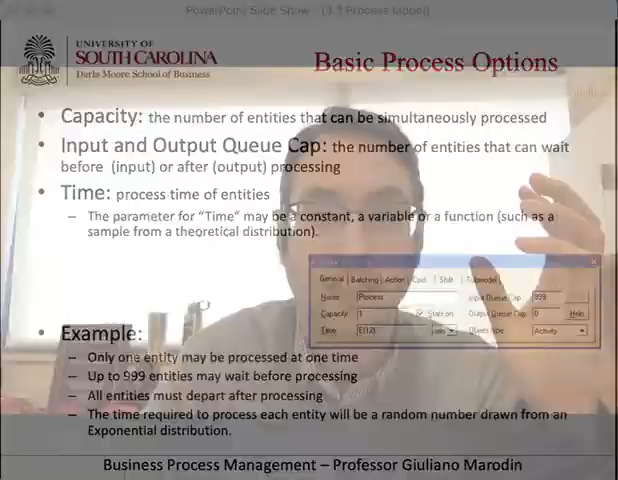 PowerPoint Slide Show - [3.3 Process Model]
UNIVERSITY OF
SOUTH CAROLINA
Darla Moore School of Business
Basic Process Options
• Capacity: the number of entities that can be simultaneously processed
• Input and Output Queue Cap: the number of entities that can wait
before (input) or after (output) processing
• Time: process time of entities
– The parameter for "Time" may be a constant, a variable or a function (such as a
sample from a theoretical distribution).
General Batching Action Cost Shift Submodel
Name Process Input Queue Cap 999
Capacity 1 Stats on Output Queue Cap 0 Help
Time E(12) Object type Activity
• Example:
– Only one entity may be processed at one time
– Up to 999 entities may wait before processing
– All entities must depart after processing
– The time required to process each entity will be a random number drawn from an
Exponential distribution.
Business Process Management – Professor Giuliano Marodin